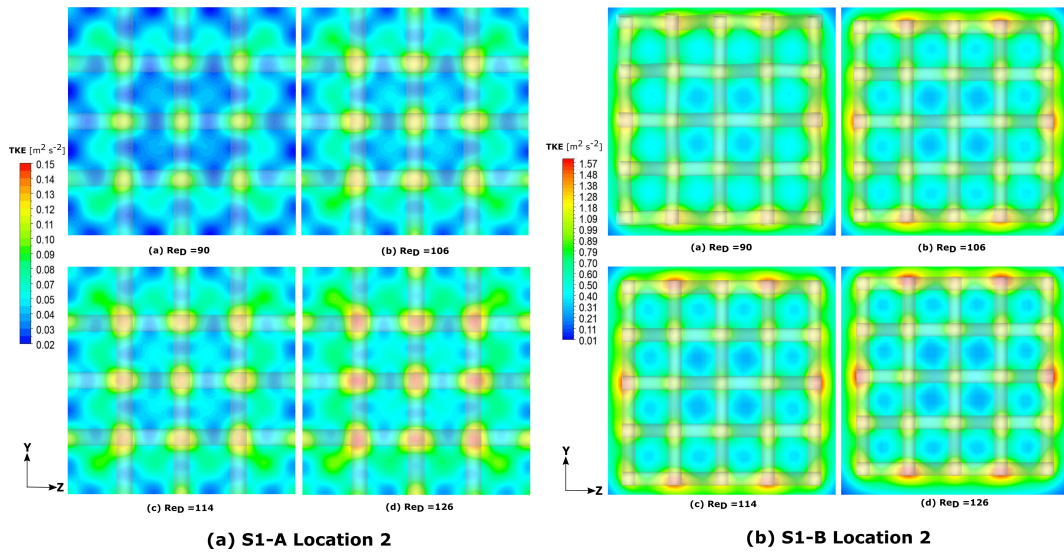 (a) ReD =90
(b) ReD =106
TKE [m² s⁻²]
0.15
0.14
0.13
0.12
0.10
0.09
0.08
0.07
0.06
0.05
0.04
0.03
0.02
Y
Z
(c) ReD =114
(d) ReD =126
(a) S1-A Location 2
(a) ReD =90
(b) ReD =106
TKE [m² s⁻²]
1.57
1.48
1.38
1.28
1.18
1.09
0.99
0.89
0.79
0.70
0.60
0.50
0.40
0.30
0.21
0.11
0.01
Y
Z
(c) ReD =114
(d) ReD =126
(b) S1-B Location 2